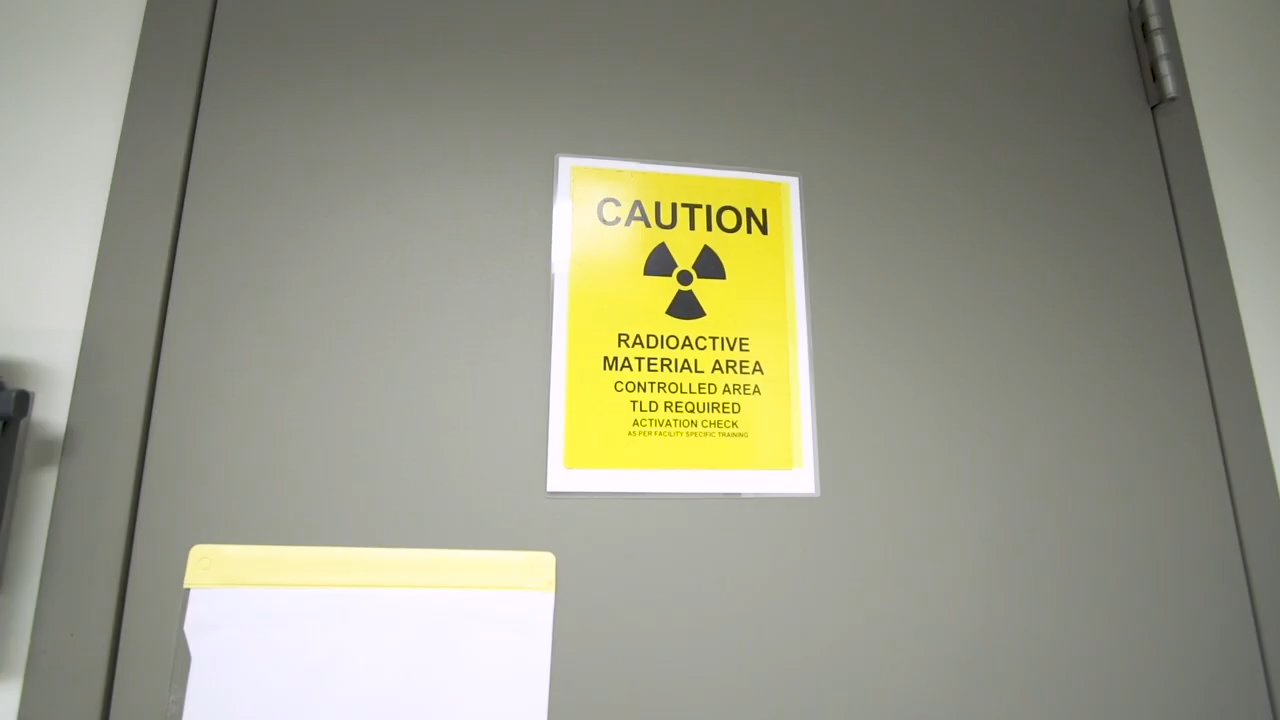 CAUTION
RADIOACTIVE
MATERIAL AREA
CONTROLLED AREA
TLD REQUIRED
ACTIVATION CHECK
AS PER FACILITY SPECIFIC TRAINING